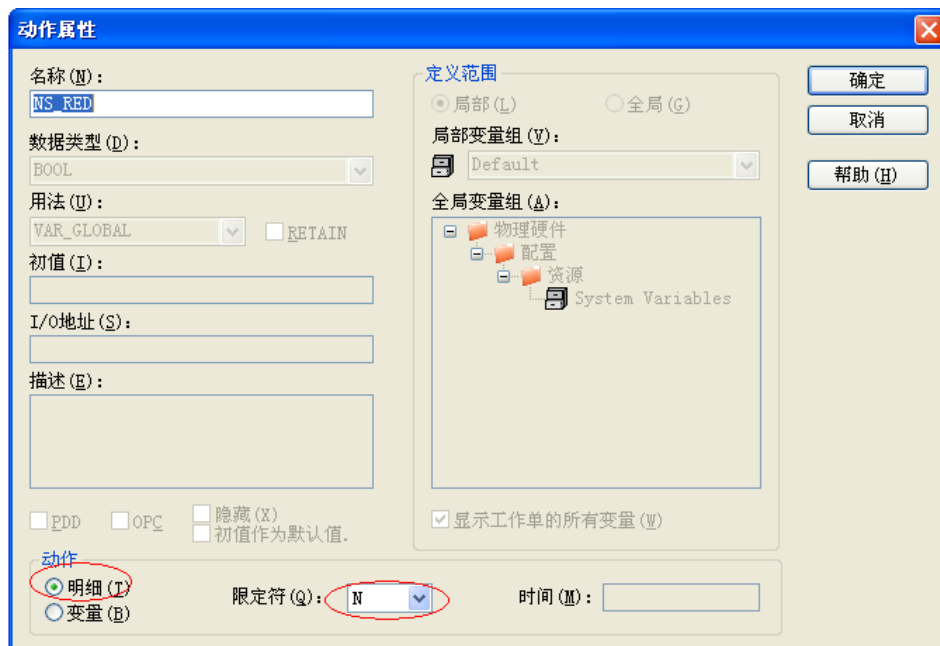 动作属性
名称(N):
NS_RED
数据类型(D):
BOOL
用法(U):
VAR_GLOBAL
RETAIN
初值(I):
I/O地址(S):
描述(E):
PDD
OPC
隐藏(X)
初值作为默认值.
定义范围
局部(L)
全局(G)
局部变量组(V):
Default
全局变量组(A):
物理硬件
配置
资源
System Variables
显示工作单的所有变量(W)
确定
取消
帮助(H)
动作
明细(T)
变量(B)
限定符(Q):
N
时间(M):